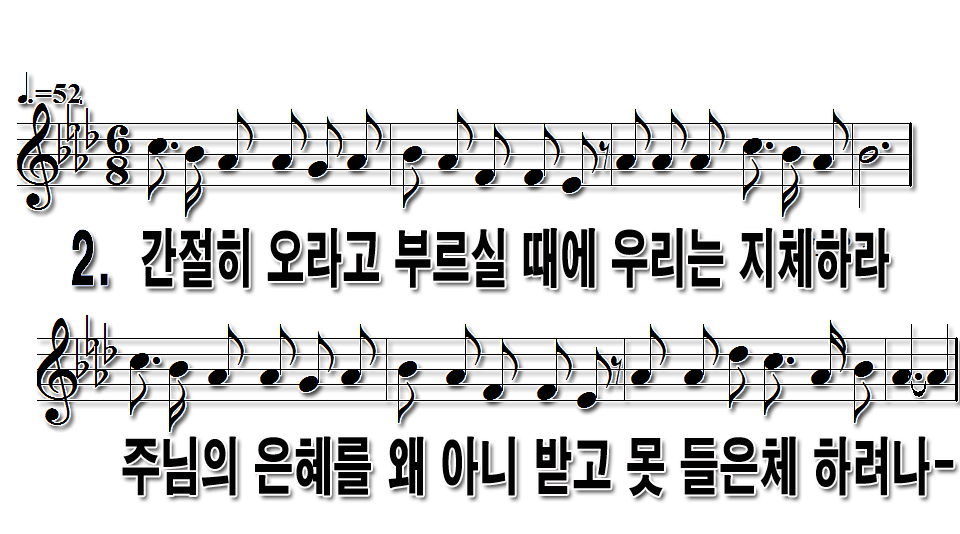 ♩.=52
6
8
2. 간절히 오라고 부르실 때에 우리는 지체하랴
주님의 은혜를 왜 아니 받고 못 들은체 하려나-